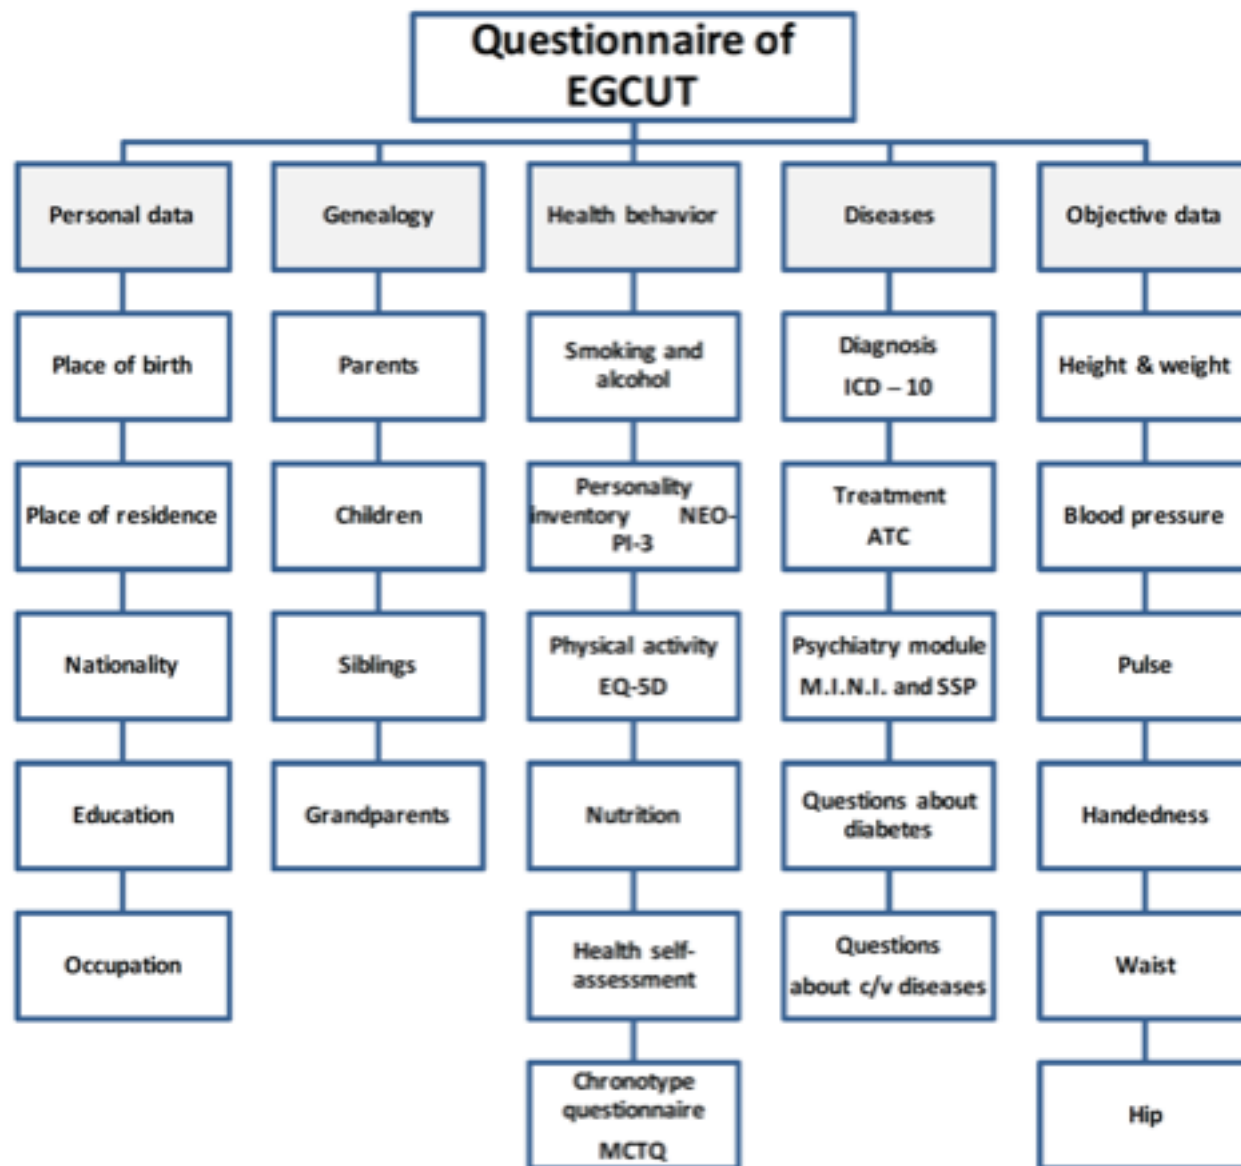 Questionnaire of
EGCUT
Personal data
Genealogy
Health behavior
Diseases
Objective data
Place of birth
Parents
Smoking and
alcohol
Diagnosis
ICD – 10
Height & weight
Place of residence
Children
Personality
inventory NEO-
PI-3
Treatment
ATC
Blood pressure
Nationality
Siblings
Physical activity
EQ-5D
Psychiatry module
M.I.N.I. and SSP
Pulse
Education
Grandparents
Nutrition
Questions about
diabetes
Handedness
Occupation
Health self-
assessment
Questions
about c/v diseases
Waist
Chronotype
questionnaire
MCTQ
Hip